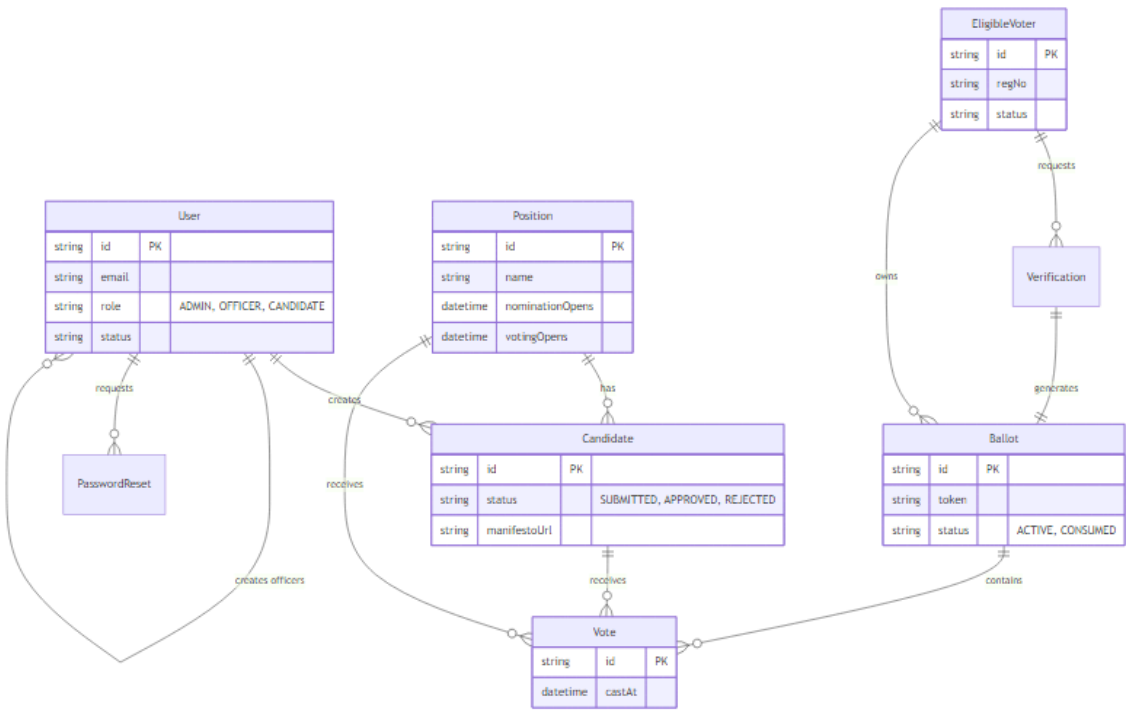 EligibleVoter
string id PK
string regNo
string status
requests
User
string id PK
string email
string role ADMIN, OFFICER, CANDIDATE
string status
Position
string id PK
string name
datetime nominationOpens
datetime votingOpens
owns
Verification
requests
creates
has
generates
PasswordReset
receives
Candidate
string id PK
string status SUBMITTED, APPROVED, REJECTED
string manifestoUrl
Ballot
string id PK
string token
string status ACTIVE, CONSUMED
creates officers
receives
contains
Vote
string id PK
datetime castAt